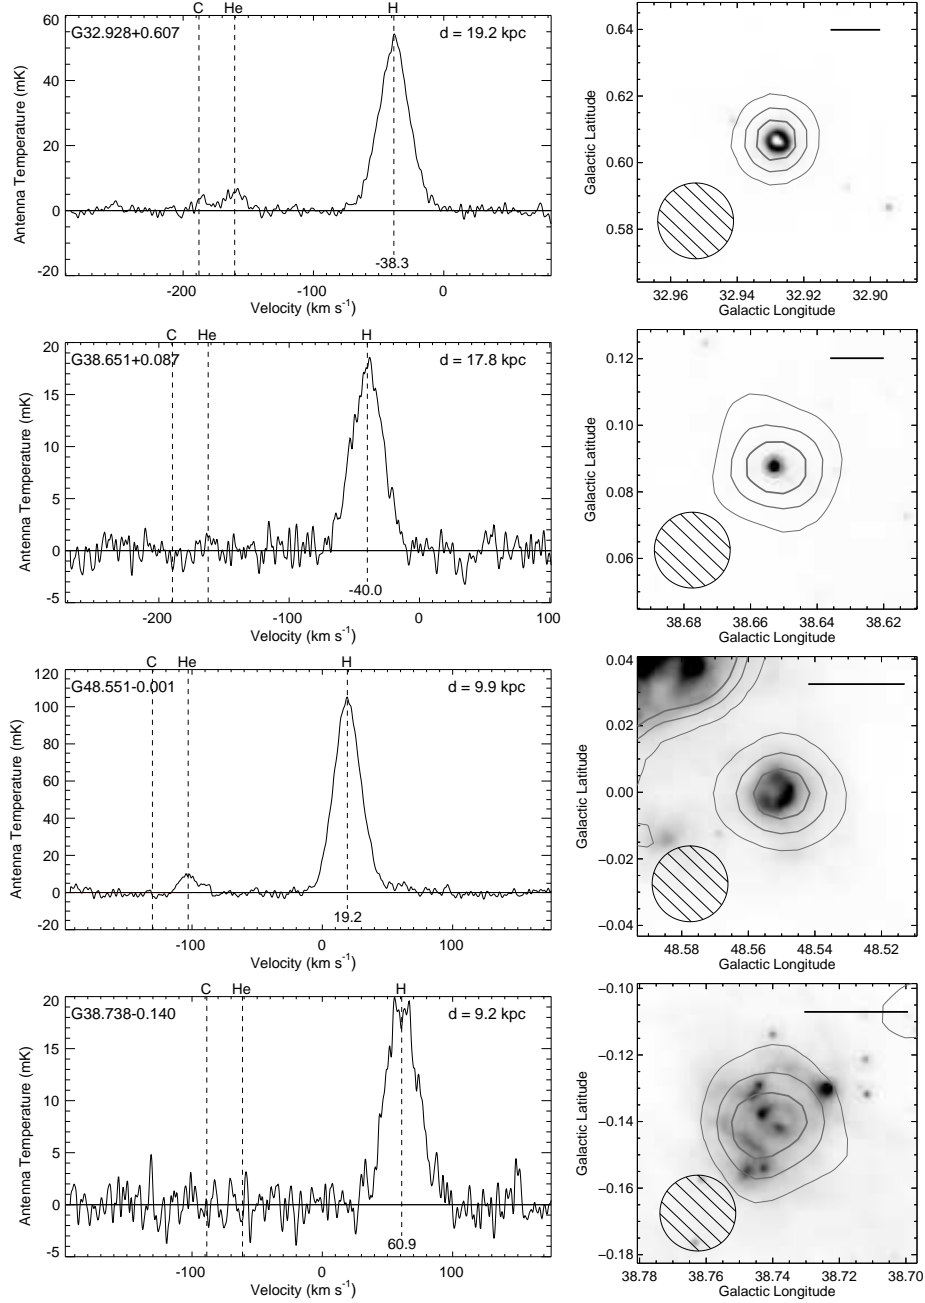 C He H
G32.928+0.607 d = 19.2 kpc
60
40
20
0
-20
Antenna Temperature (mK)
-38.3
-200 -100 0
Velocity (km s-1)
0.64
0.62
0.60
0.58
Galactic Latitude
32.96 32.94 32.92 32.90
Galactic Longitude
C He H
G38.651+0.087 d = 17.8 kpc
20
15
10
5
0
-5
Antenna Temperature (mK)
-40.0
-200 -100 0 100
Velocity (km s-1)
0.12
0.10
0.08
0.06
Galactic Latitude
38.68 38.66 38.64 38.62
Galactic Longitude
C He H
G48.551-0.001 d = 9.9 kpc
120
100
80
60
40
20
0
-20
Antenna Temperature (mK)
19.2
-100 0 100
Velocity (km s-1)
0.04
0.02
0.00
−0.02
−0.04
Galactic Latitude
48.58 48.56 48.54 48.52
Galactic Longitude
C He H
G38.738-0.140 d = 9.2 kpc
20
15
10
5
0
-5
Antenna Temperature (mK)
60.9
-100 0 100
Velocity (km s-1)
−0.10
−0.12
−0.14
−0.16
−0.18
Galactic Latitude
38.78 38.76 38.74 38.72 38.70
Galactic Longitude